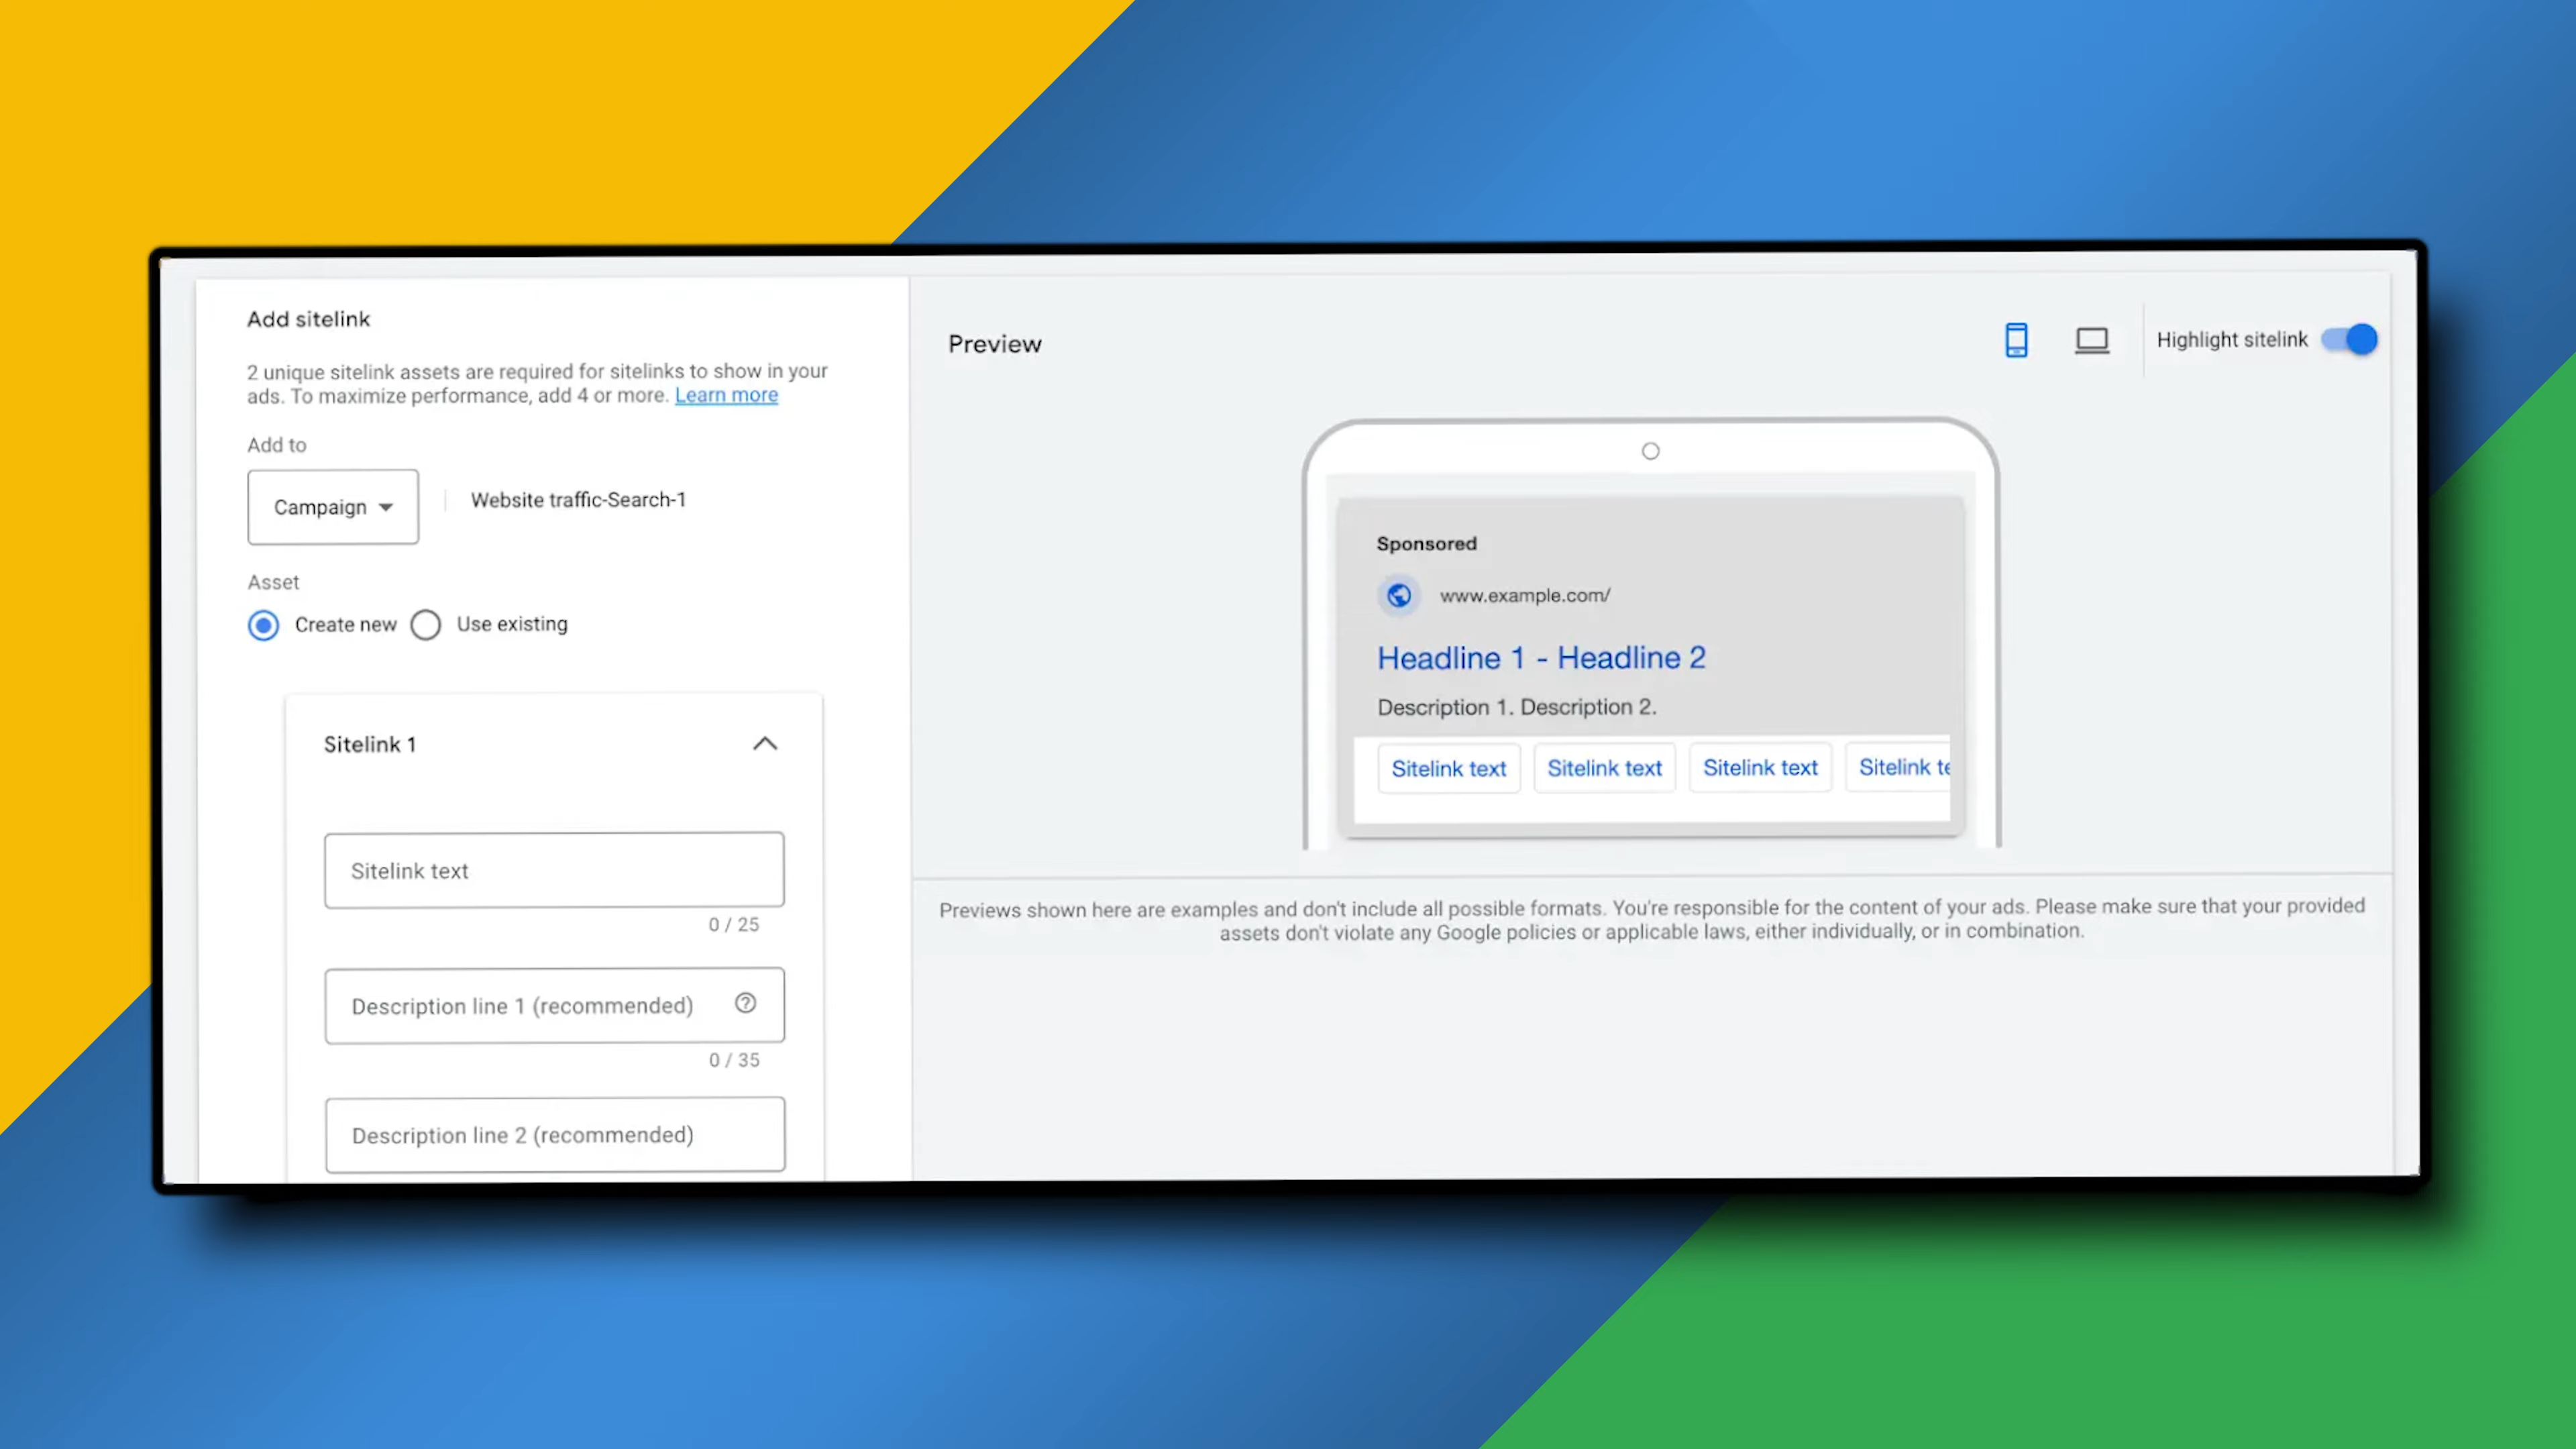 Add sitelink
2 unique sitelink assets are required for sitelinks to show in your
ads. To maximize performance, add 4 or more. Learn more
Add to
Campaign
Website traffic-Search-1
Asset
Create new
Use existing
Sitelink 1
Sitelink text
0 / 25
Description line 1 (recommended)
0 / 35
Description line 2 (recommended)
Preview
Highlight sitelink
Sponsored
www.example.com/
Headline 1 - Headline 2
Description 1. Description 2.
Sitelink text
Sitelink text
Sitelink text
Sitelink te
Previews shown here are examples and don't include all possible formats. You're responsible for the content of your ads. Please make sure that your provided
assets don't violate any Google policies or applicable laws, either individually, or in combination.